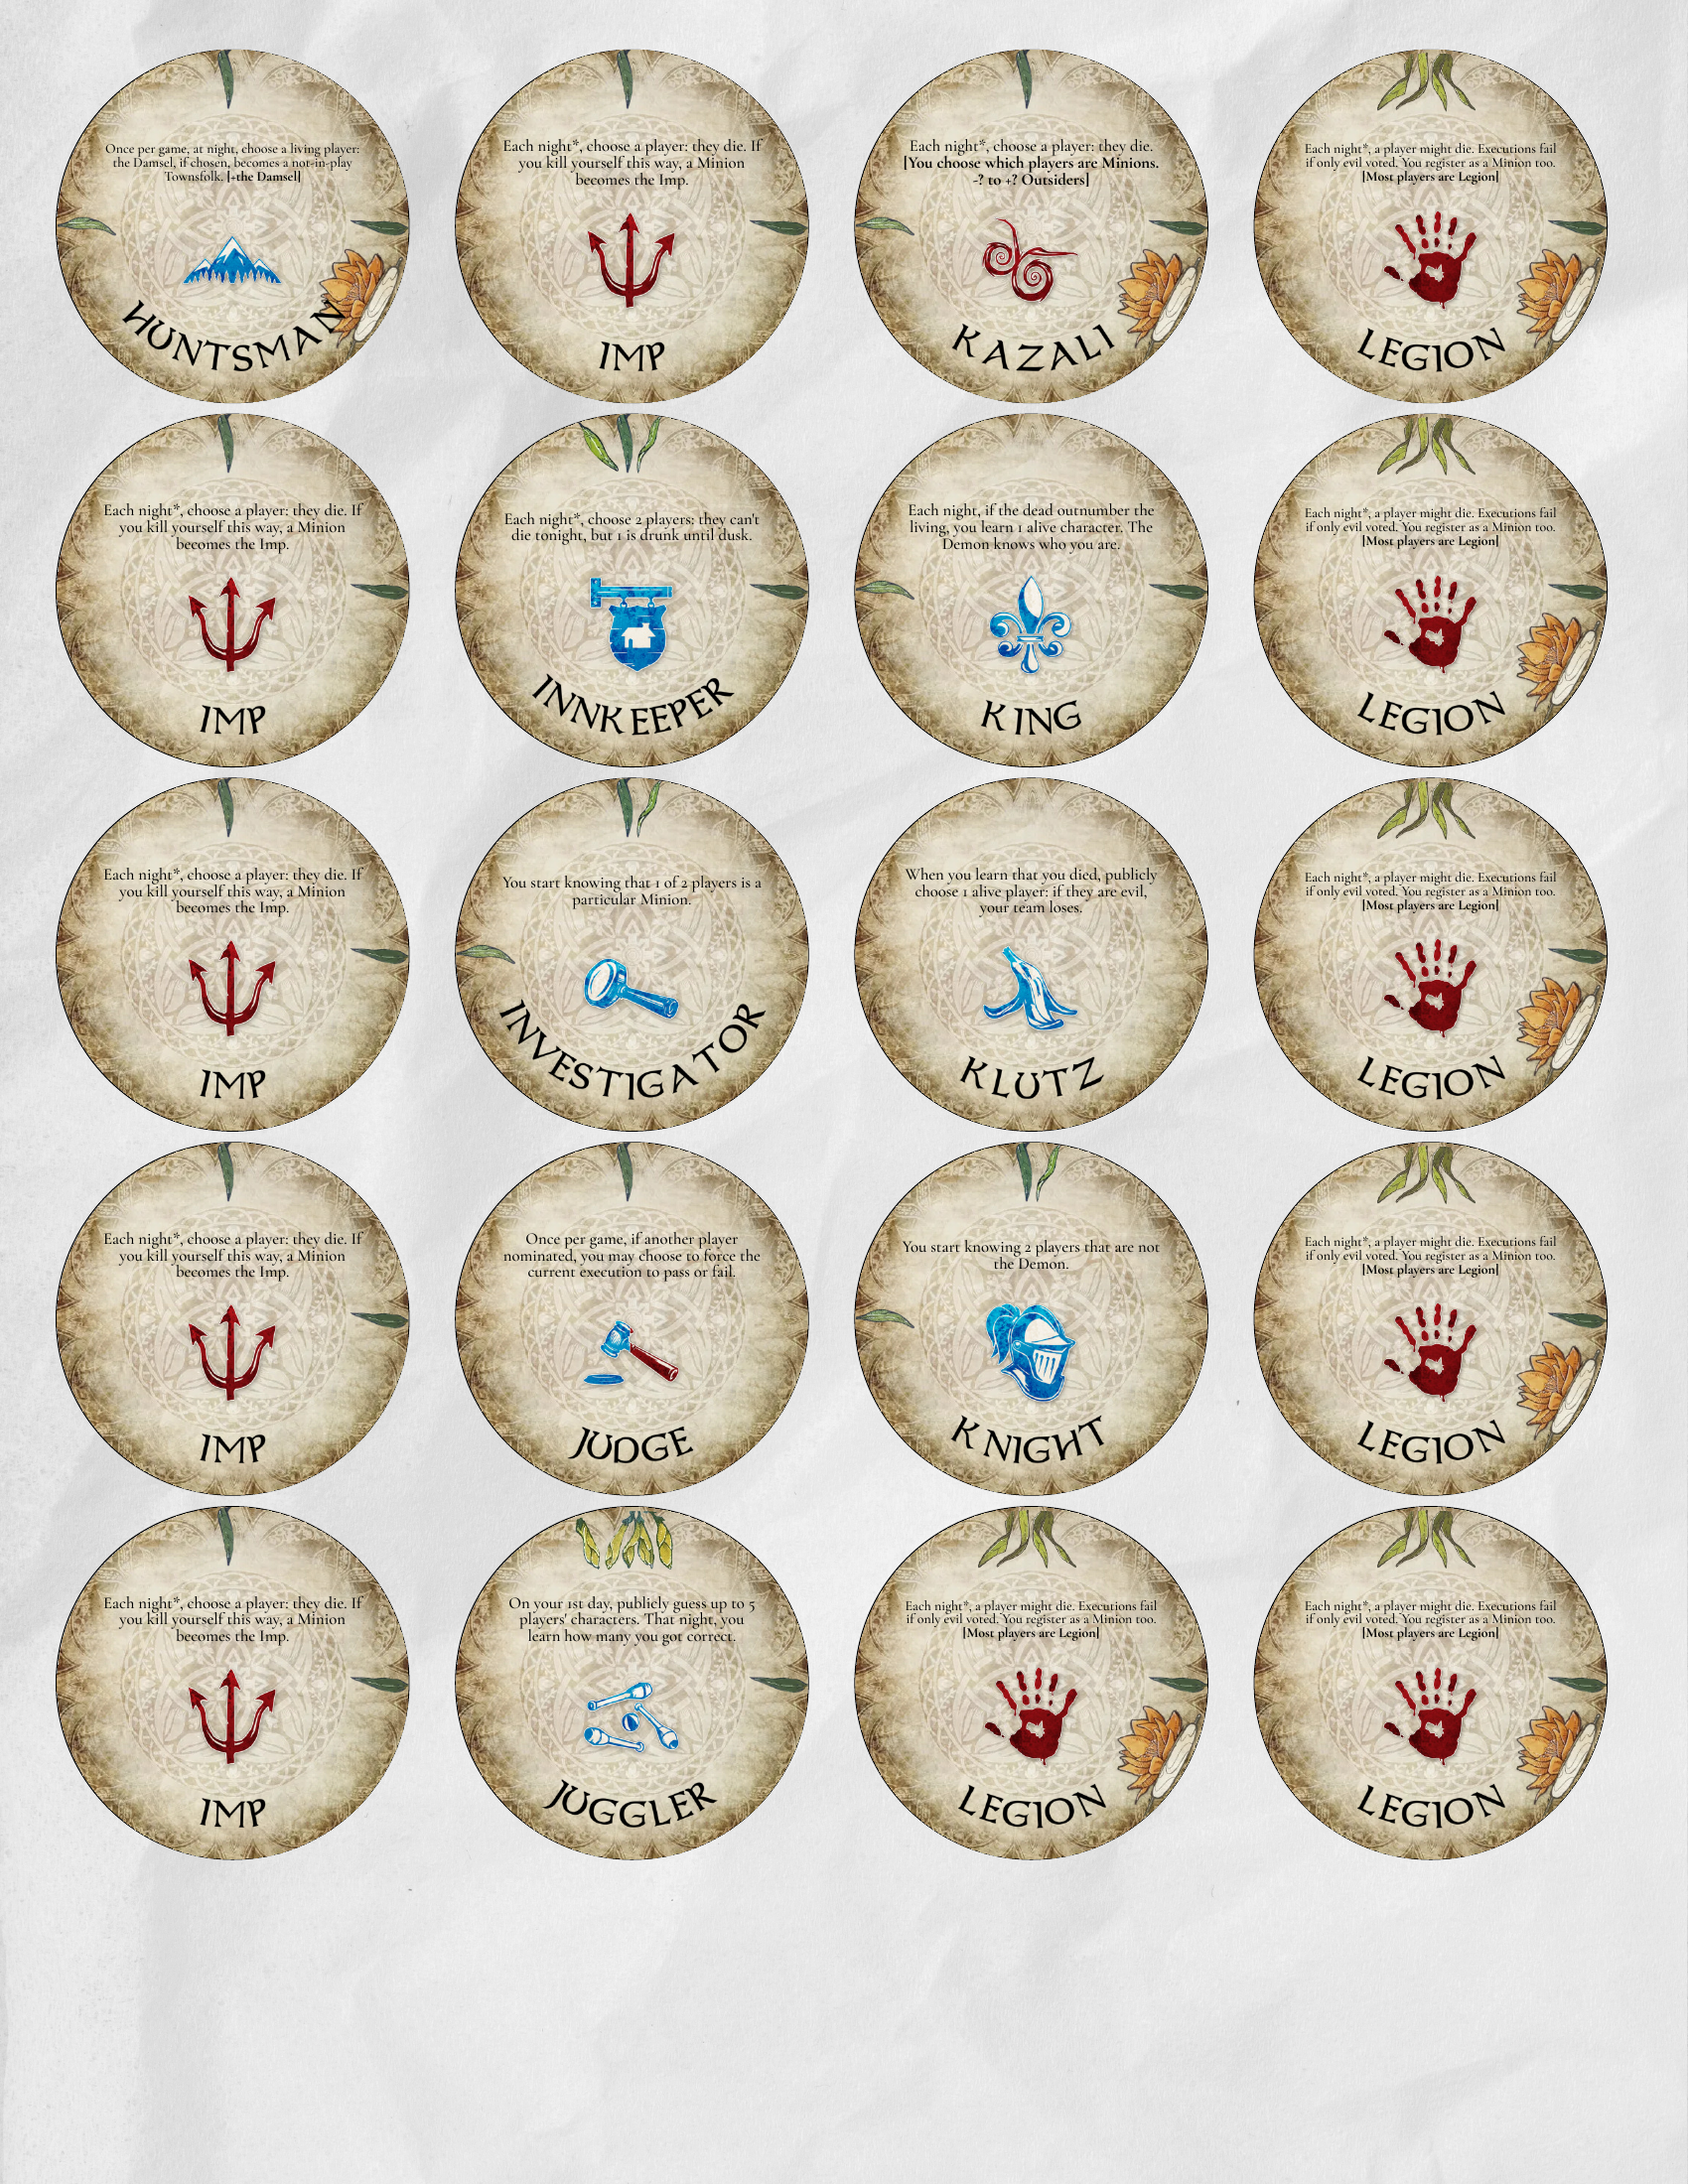 Once per game, at night, choose a living player:
the Damsel, if chosen, becomes a not-in-play
Townsfolk. [+the Damsel]
HUNTSMAN
Each night*, choose a player: they die. If
you kill yourself this way, a Minion
becomes the Imp.
IMP
Each night*, choose a player: they die.
[You choose which players are Minions.
-? to +? Outsiders]
KAZALI
Each night*, a player might die. Executions fail
if only evil voted. You register as a Minion too.
[Most players are Legion]
LEGION
Each night*, choose a player: they die. If
you kill yourself this way, a Minion
becomes the Imp.
IMP
Each night*, choose 2 players: they can't
die tonight, but 1 is drunk until dusk.
INNKEEPER
Each night, if the dead outnumber the
living, you learn 1 alive character. The
Demon knows who you are.
KING
Each night*, a player might die. Executions fail
if only evil voted. You register as a Minion too.
[Most players are Legion]
LEGION
Each night*, choose a player: they die. If
you kill yourself this way, a Minion
becomes the Imp.
IMP
You start knowing that 1 of 2 players is a
particular Minion.
INVESTIGATOR
When you learn that you died, publicly
choose 1 alive player: if they are evil,
your team loses.
KLUTZ
Each night*, a player might die. Executions fail
if only evil voted. You register as a Minion too.
[Most players are Legion]
LEGION
Each night*, choose a player: they die. If
you kill yourself this way, a Minion
becomes the Imp.
IMP
Once per game, if another player
nominated, you may choose to force the
current execution to pass or fail.
JUDGE
You start knowing 2 players that are not
the Demon.
KNIGHT
Each night*, a player might die. Executions fail
if only evil voted. You register as a Minion too.
[Most players are Legion]
LEGION
Each night*, choose a player: they die. If
you kill yourself this way, a Minion
becomes the Imp.
IMP
On your 1st day, publicly guess up to 5
players' characters. That night, you
learn how many you got correct.
JUGGLER
Each night*, a player might die. Executions fail
if only evil voted. You register as a Minion too.
[Most players are Legion]
LEGION
Each night*, a player might die. Executions fail
if only evil voted. You register as a Minion too.
[Most players are Legion]
LEGION